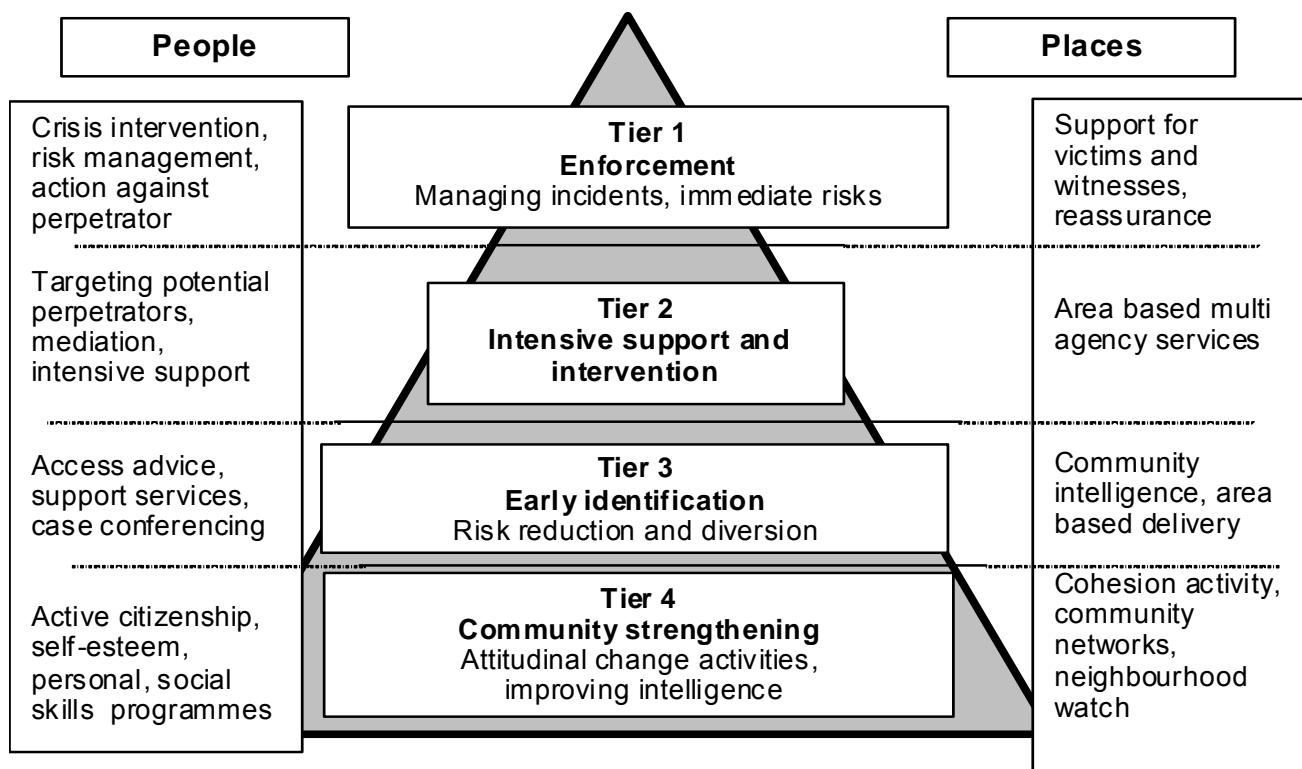 People
Places
Crisis intervention,
risk management,
action against
perpetrator
Tier 1
Enforcement
Managing incidents, immediate risks
Support for
victims and
witnesses,
reassurance
Targeting potential
perpetrators,
mediation,
intensive support
Tier 2
Intensive support and
intervention
Area based multi
agency services
Access advice,
support services,
case conferencing
Tier 3
Early identification
Risk reduction and diversion
Community
intelligence, area
based delivery
Active citizenship,
self-esteem,
personal, social
skills programmes
Tier 4
Community strengthening
Attitudinal change activities,
improving intelligence
Cohesion activity,
community
networks,
neighbourhood
watch